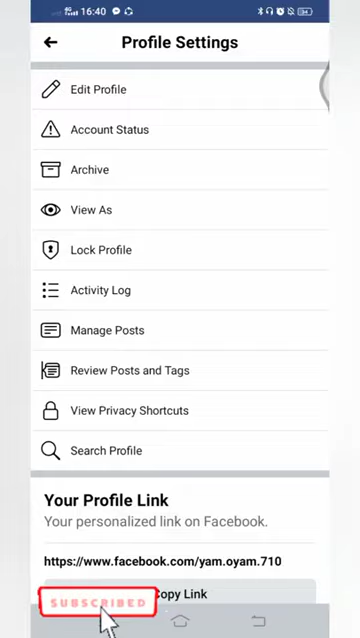 16:40
Profile Settings
Edit Profile
Account Status
Archive
View As
Lock Profile
Activity Log
Manage Posts
Review Posts and Tags
View Privacy Shortcuts
Search Profile
Your Profile Link
Your personalized link on Facebook.
https://www.facebook.com/yam.oyam.710
opy Link
SUBSCRIBED